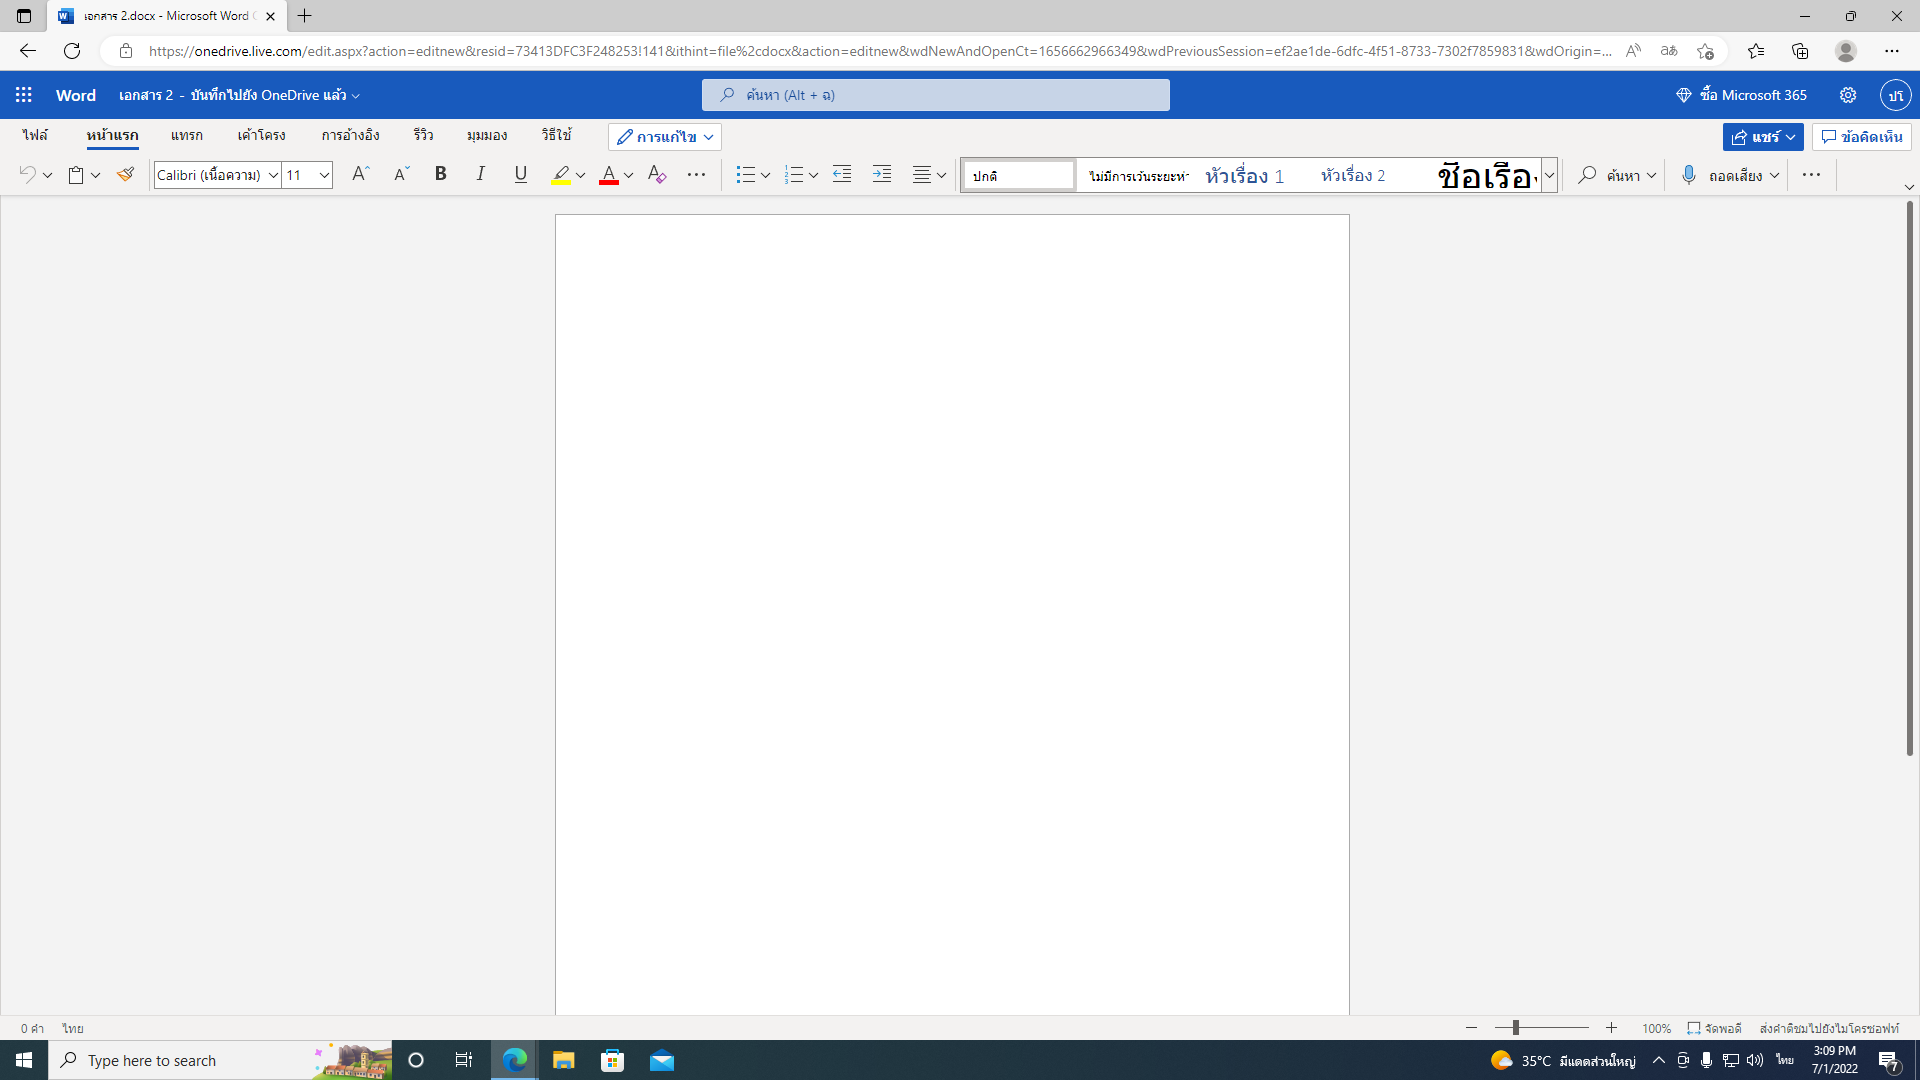 เอกสาร 2.docx - Microsoft Word
https://onedrive.live.com/edit.aspx?action=editnew&resid=73413DFC3F248253!141&ithint=file%2cdocx&action=editnew&wdNewAndOpenCt=1656662966349&wdPreviousSession=ef2ae1de-6dfc-4f51-8733-7302f7859831&wdOrigin=...
Word เอกสาร 2 - บันทึกไปยัง OneDrive แล้ว ค้นหา (Alt + ฉ) ซื้อ Microsoft 365 ปโ
ไฟล์ หน้าแรก แทรก เค้าโครง การอ้างอิง รีวิว มุมมอง วิธีใช้ การแก้ไข แชร์ ข้อคิดเห็น
Calibri (เนื้อความ) 11 B I U ปกติ ไม่มีการเว้นระยะห่า หัวเรื่อง 1 หัวเรื่อง 2 ชื่อเรื่อง ค้นหา ถอดเสียง
0 คำ ไทย 100% จัดพอดี ส่งคำติชมไปยังไมโครซอฟท์
Type here to search 35°C มีแดดส่วนใหญ่ ไทย 3:09 PM
7/1/2022 7